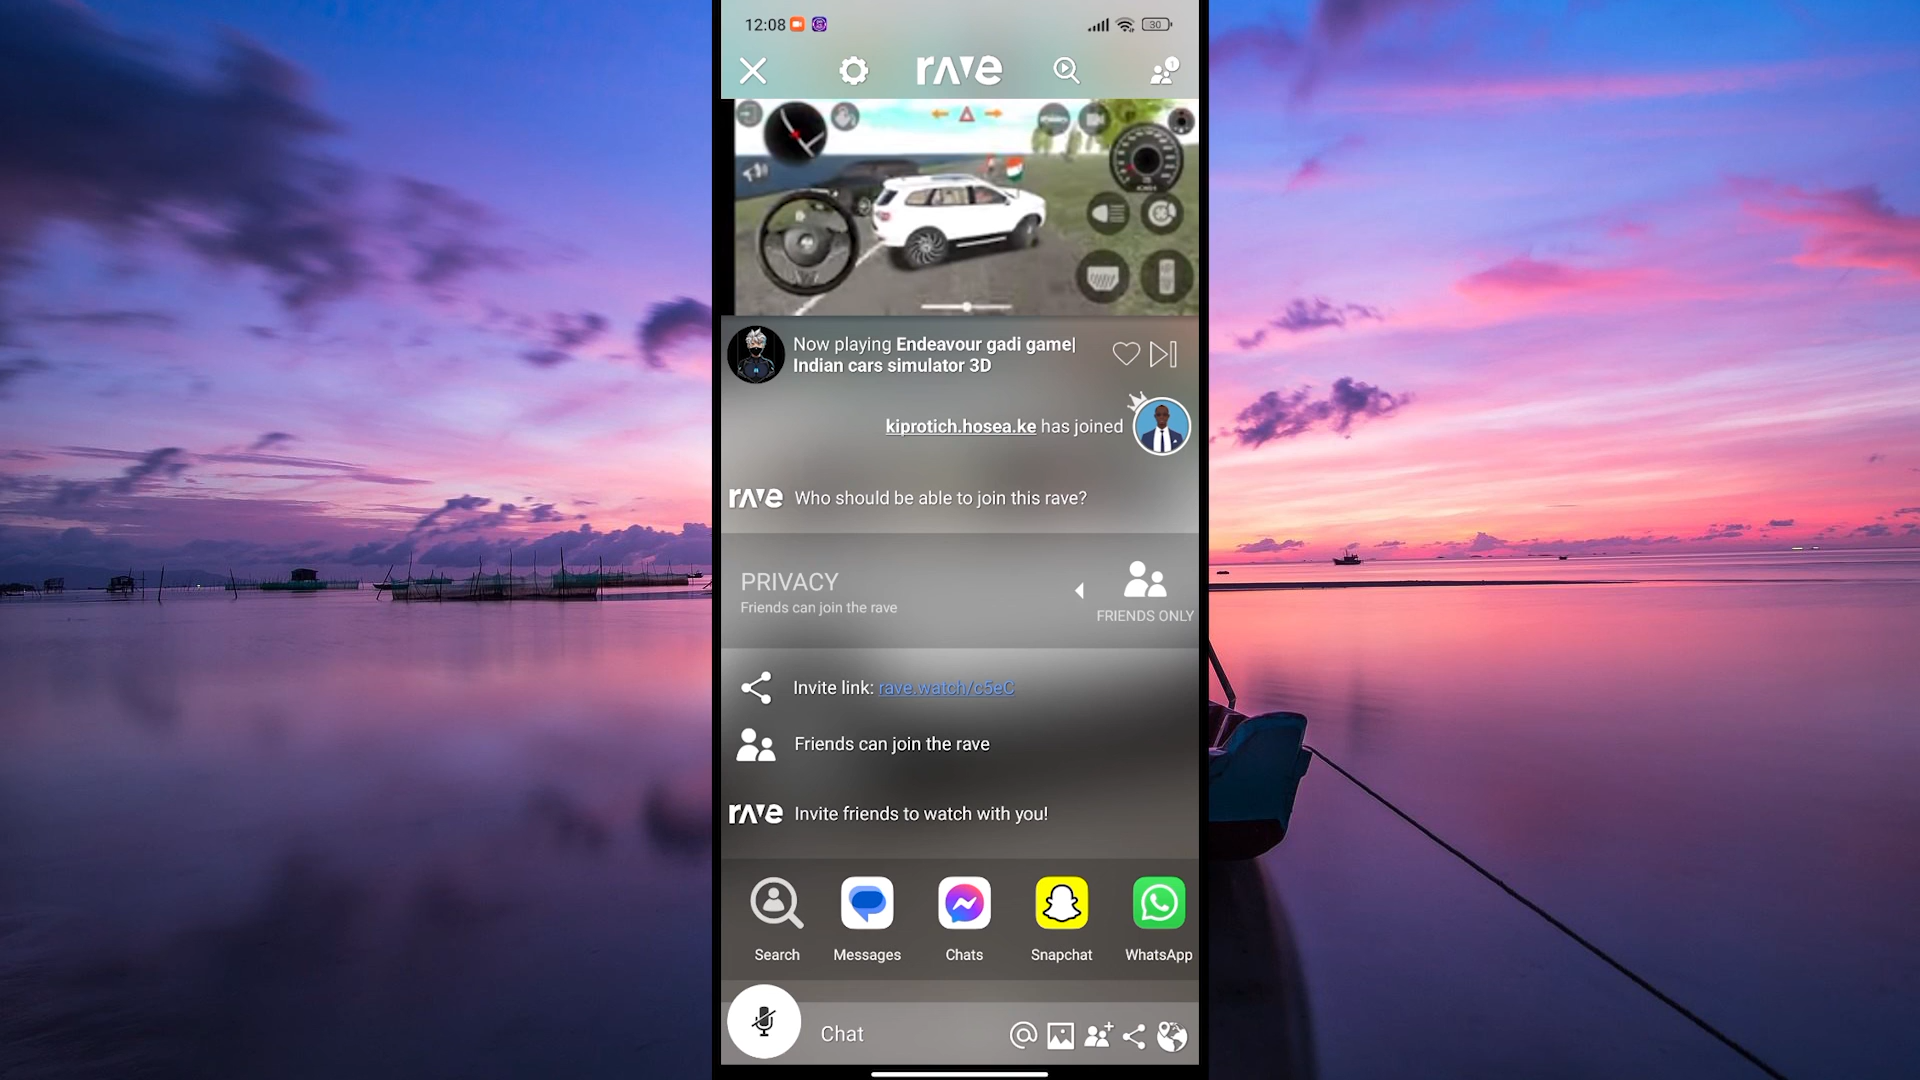 12:08
30
rave
1
Now playing Endeavour gadi game|
Indian cars simulator 3D
kiprotich.hosea.ke has joined
rave Who should be able to join this rave?
PRIVACY
Friends can join the rave
FRIENDS ONLY
Invite link: rave.watch/c5eC
Friends can join the rave
rave Invite friends to watch with you!
Search Messages Chats Snapchat WhatsApp
Chat